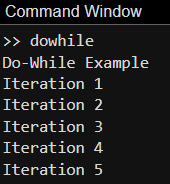 Command Window
>> dowhile
Do-While Example
Iteration 1
Iteration 2
Iteration 3
Iteration 4
Iteration 5